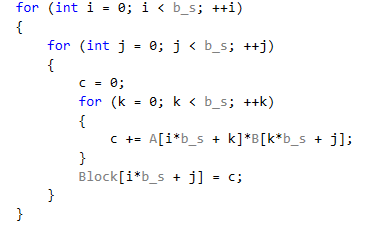 for (int i = 0; i < b_s; ++i)
{
    for (int j = 0; j < b_s; ++j)
    {
        c = 0;
        for (k = 0; k < b_s; ++k)
        {
            c += A[i*b_s + k]*B[k*b_s + j];
        }
        Block[i*b_s + j] = c;
    }
}